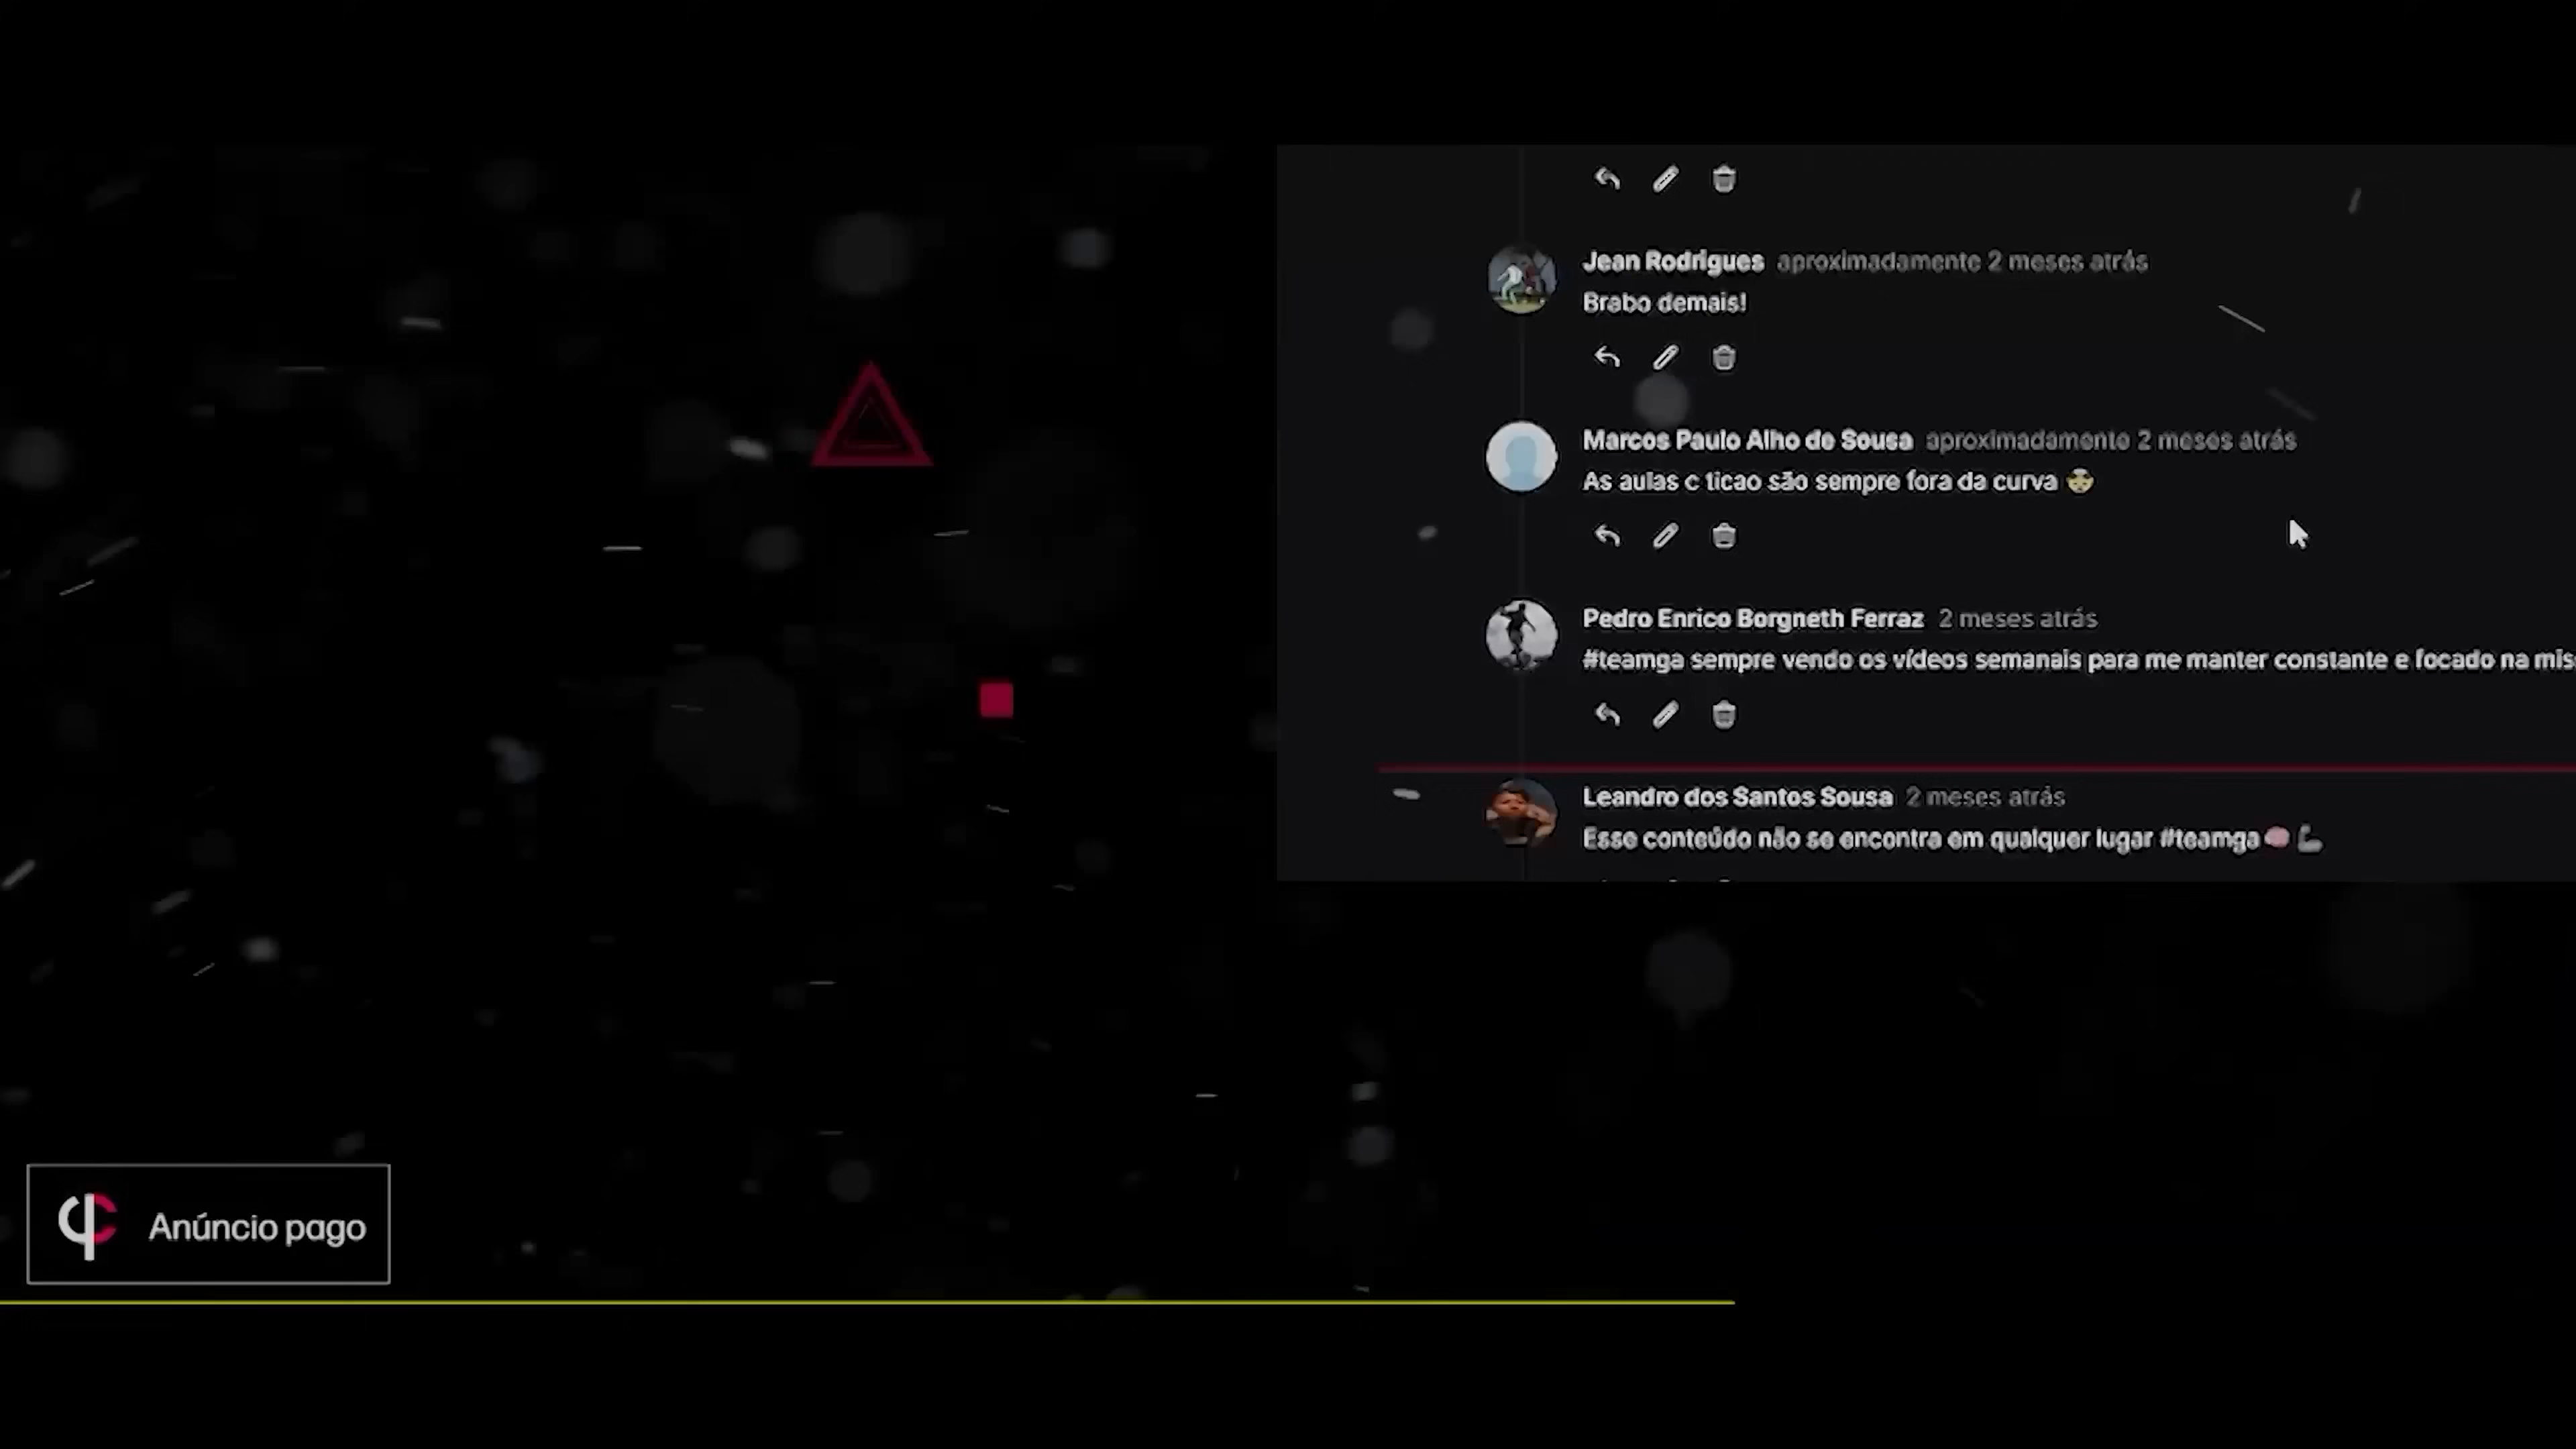 Jean Rodrigues aproximadamente 2 meses atrás
Brabo demais!
Marcos Paulo Alho de Sousa aproximadamente 2 meses atrás
As aulas c ticao são sempre fora da curva
Pedro Enrico Borgneth Ferraz 2 meses atrás
#teamga sempre vendo os vídeos semanais para me manter constante e focado na mis
Leandro dos Santos Sousa 2 meses atrás
Esse conteúdo não se encontra em qualquer lugar #teamga
Anúncio pago